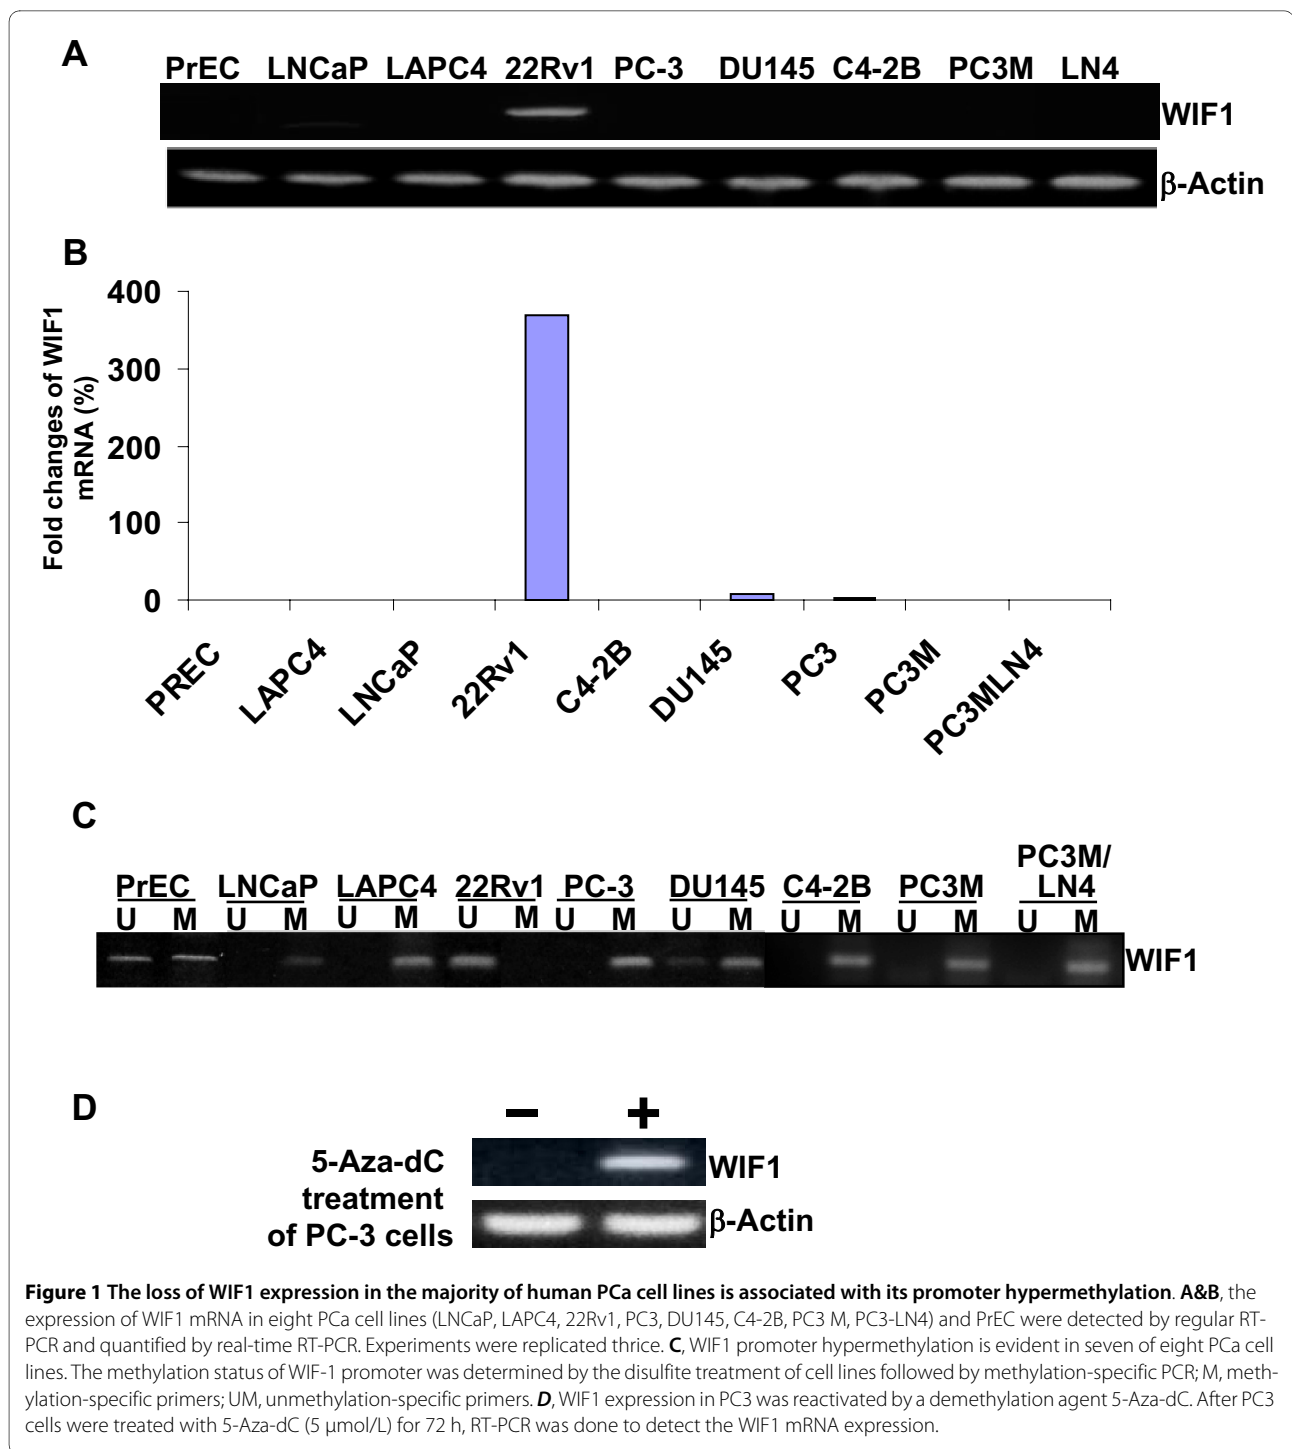 A
PrEC LNCaP LAPC4 22Rv1 PC-3 DU145 C4-2B PC3M LN4
WIF1
β-Actin
B
Fold changes of WIF1
mRNA (%)
400
300
200
100
0
PREC LAPC4 LNCaP 22Rv1 C4-2B DU145 PC3 PC3M PC3MLN4
C
PrEC LNCaP LAPC4 22Rv1 PC-3 DU145 C4-2B PC3M PC3M/
LN4
U M U M U M U M U M U M U M U M U M
WIF1
D
− +
5-Aza-dC
treatment
of PC-3 cells
WIF1
β-Actin
Figure 1 The loss of WIF1 expression in the majority of human PCa cell lines is associated with its promoter hypermethylation. A&B, the
expression of WIF1 mRNA in eight PCa cell lines (LNCaP, LAPC4, 22Rv1, PC3, DU145, C4-2B, PC3 M, PC3-LN4) and PrEC were detected by regular RT-
PCR and quantified by real-time RT-PCR. Experiments were replicated thrice. C, WIF1 promoter hypermethylation is evident in seven of eight PCa cell
lines. The methylation status of WIF-1 promoter was determined by the disulfite treatment of cell lines followed by methylation-specific PCR; M, meth-
ylation-specific primers; UM, unmethylation-specific primers. D, WIF1 expression in PC3 was reactivated by a demethylation agent 5-Aza-dC. After PC3
cells were treated with 5-Aza-dC (5 μmol/L) for 72 h, RT-PCR was done to detect the WIF1 mRNA expression.